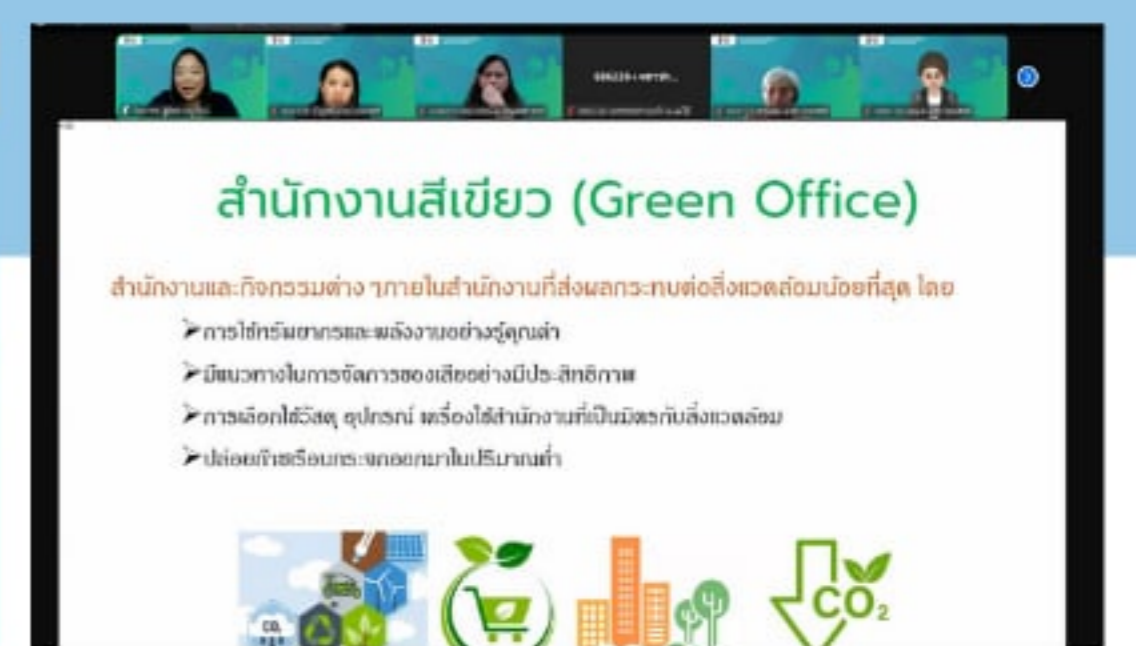 สำนักงานสีเขียว (Green Office)
สำนักงานและกิจกรรมต่าง ๆภายในสำนักงานที่ส่งผลกระทบต่อสิ่งแวดล้อมน้อยที่สุด โดย
➢การใช้ทรัพยากรและพลังงานอย่างรู้คุณค่า
➢มีแนวทางในการจัดการของเสียอย่างมีประสิทธิภาพ
➢การเลือกใช้วัสดุ อุปกรณ์ เครื่องใช้สำนักงานที่เป็นมิตรกับสิ่งแวดล้อม
➢ปล่อยก๊าซเรือนกระจกออกมาในปริมาณต่ำ
CO₂
CO₂